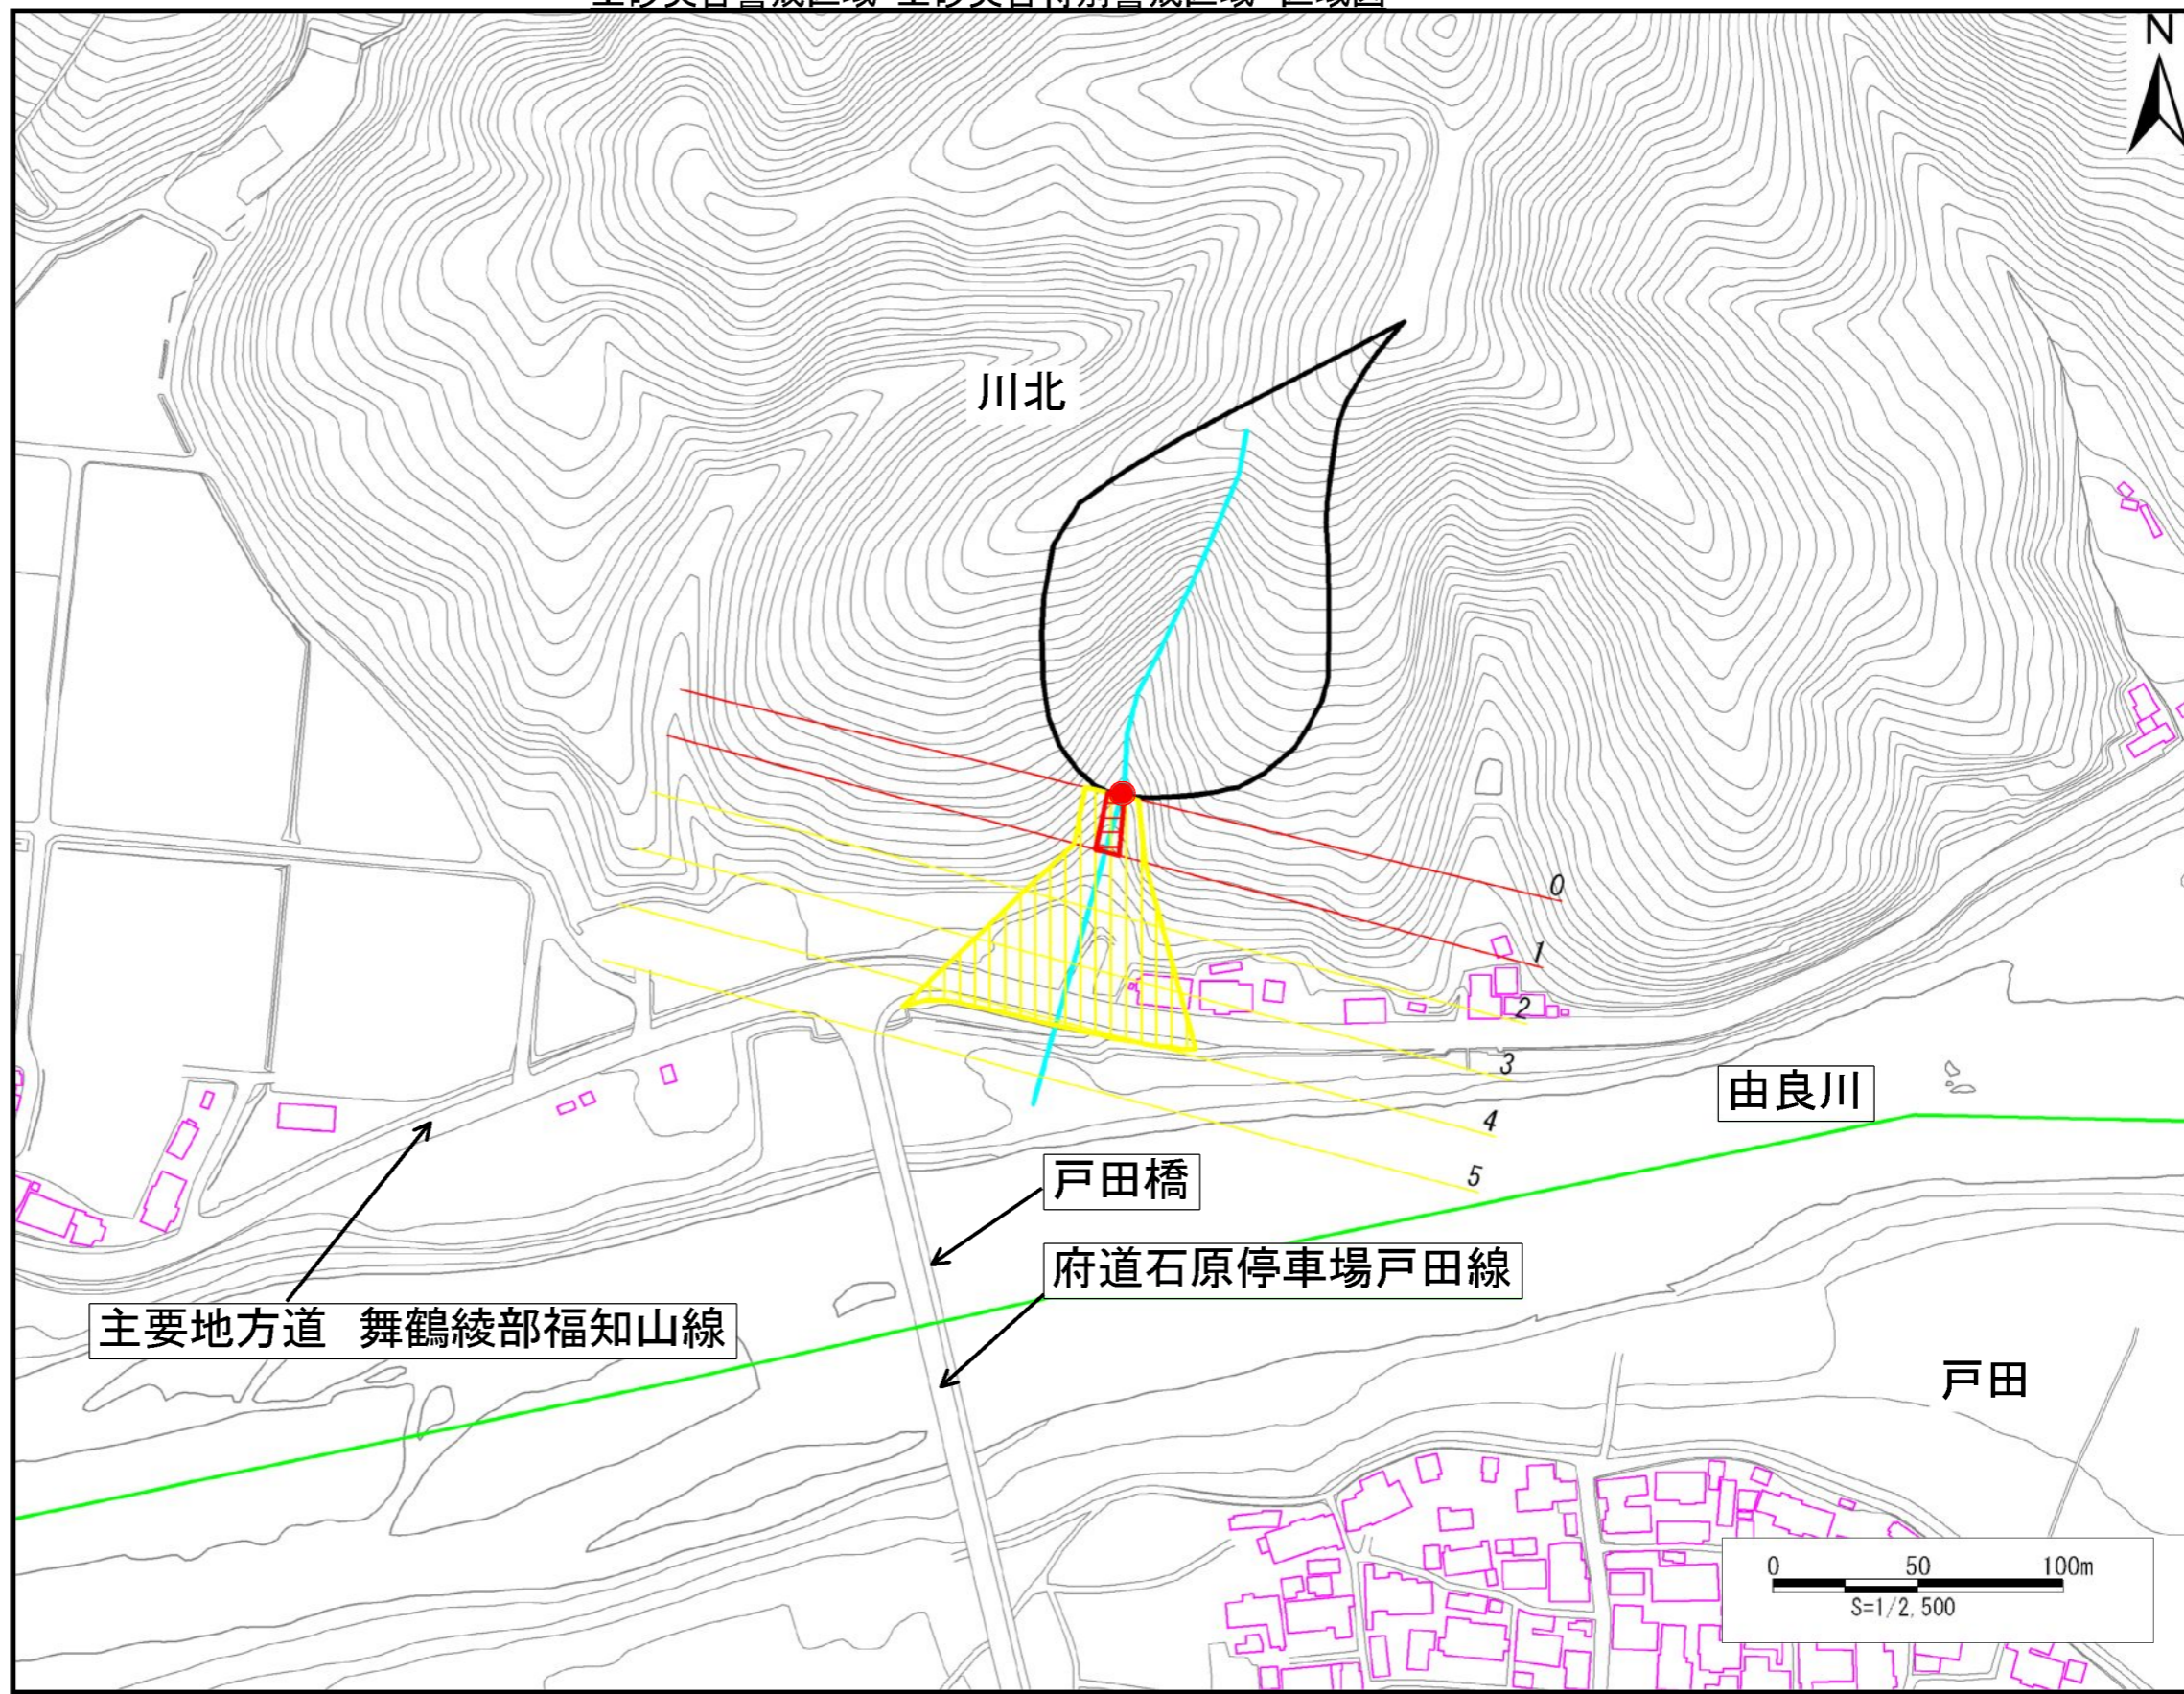 N
川北
0
1
2
3
4
5
由良川
戸田橋
府道石原停車場戸田線
主要地方道　舞鶴綾部福知山線
戸田
0 50 100m
S=1/2,500